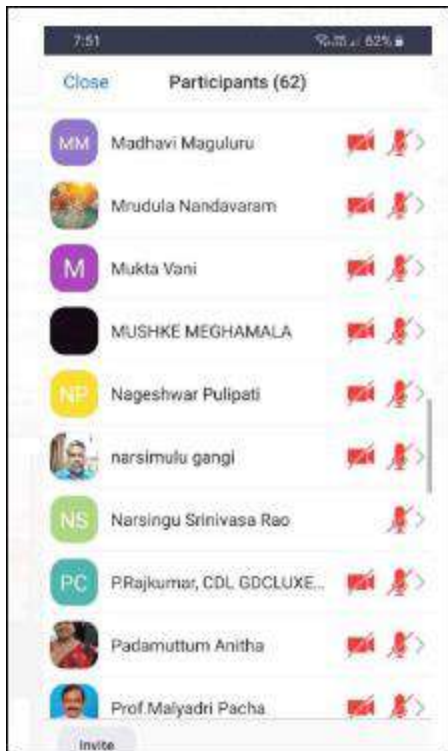 7:51
62%
Close
Participants (62)
MM Madhavi Maguluru
Mrudula Nandavaram
M Mukta Vani
MUSHKE MEGHAMALA
NP Nageshwar Pulipati
narsimulu gangi
NS Narsingu Srinivasa Rao
PC P.Rajkumar, CDL GDCLUXE...
Padamuttum Anitha
Prof.Malyadri Pacha
Invite